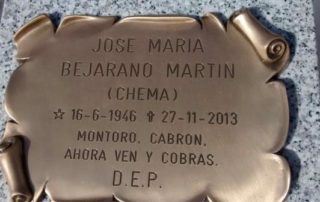 JOSE MARIA
BEJARANO MARTIN
(CHEMA)
☆ 16-6-1946 ✞ 27-11-2013
MONTORO, CABRON,
AHORA VEN Y COBRAS.
D.E.P.